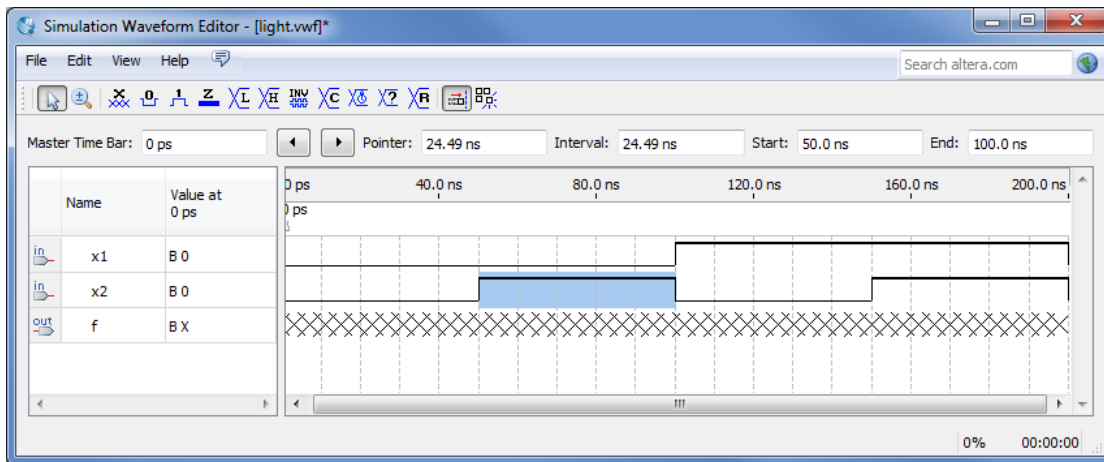 Simulation Waveform Editor - [light.vwf]*
File Edit View Help Search altera.com
Master Time Bar: 0 ps Pointer: 24.49 ns Interval: 24.49 ns Start: 50.0 ns End: 100.0 ns
Name Value at 0 ps
0 ps 40.0 ns 80.0 ns 120.0 ns 160.0 ns 200.0 ns
0 ps
in x1 B 0
in x2 B 0
out f B X
0% 00:00:00